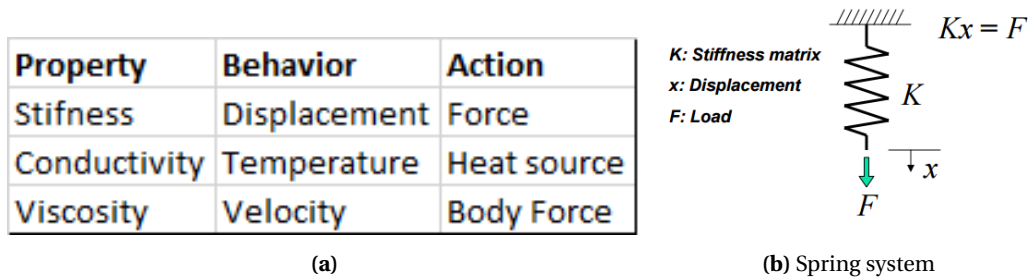 Property Behavior Action
Stifness Displacement Force
Conductivity Temperature Heat source
Viscosity Velocity Body Force
(a)
Kx = F
K: Stiffness matrix
x: Displacement
F: Load
K
x
F
(b) Spring system